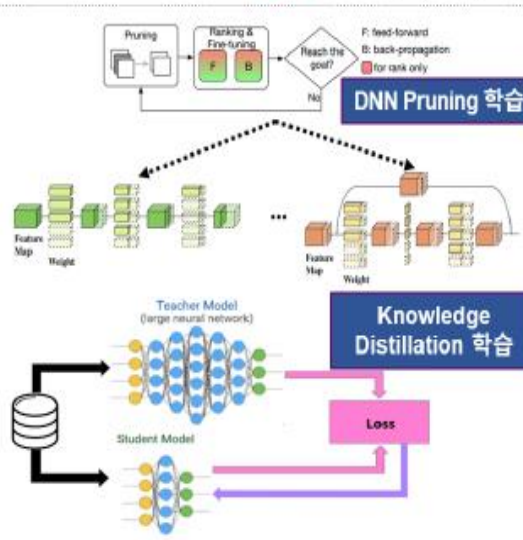 Pruning
Ranking &
Fine-tuning
F
B
Reach the
goal?
No
F: feed-forward
B: back-propagation
for rank only
DNN Pruning 학습
Feature
Map
Weight
...
Feature
Map
Weight
Knowledge
Distillation 학습
Teacher Model
(large neural network)
Student Model
Loss